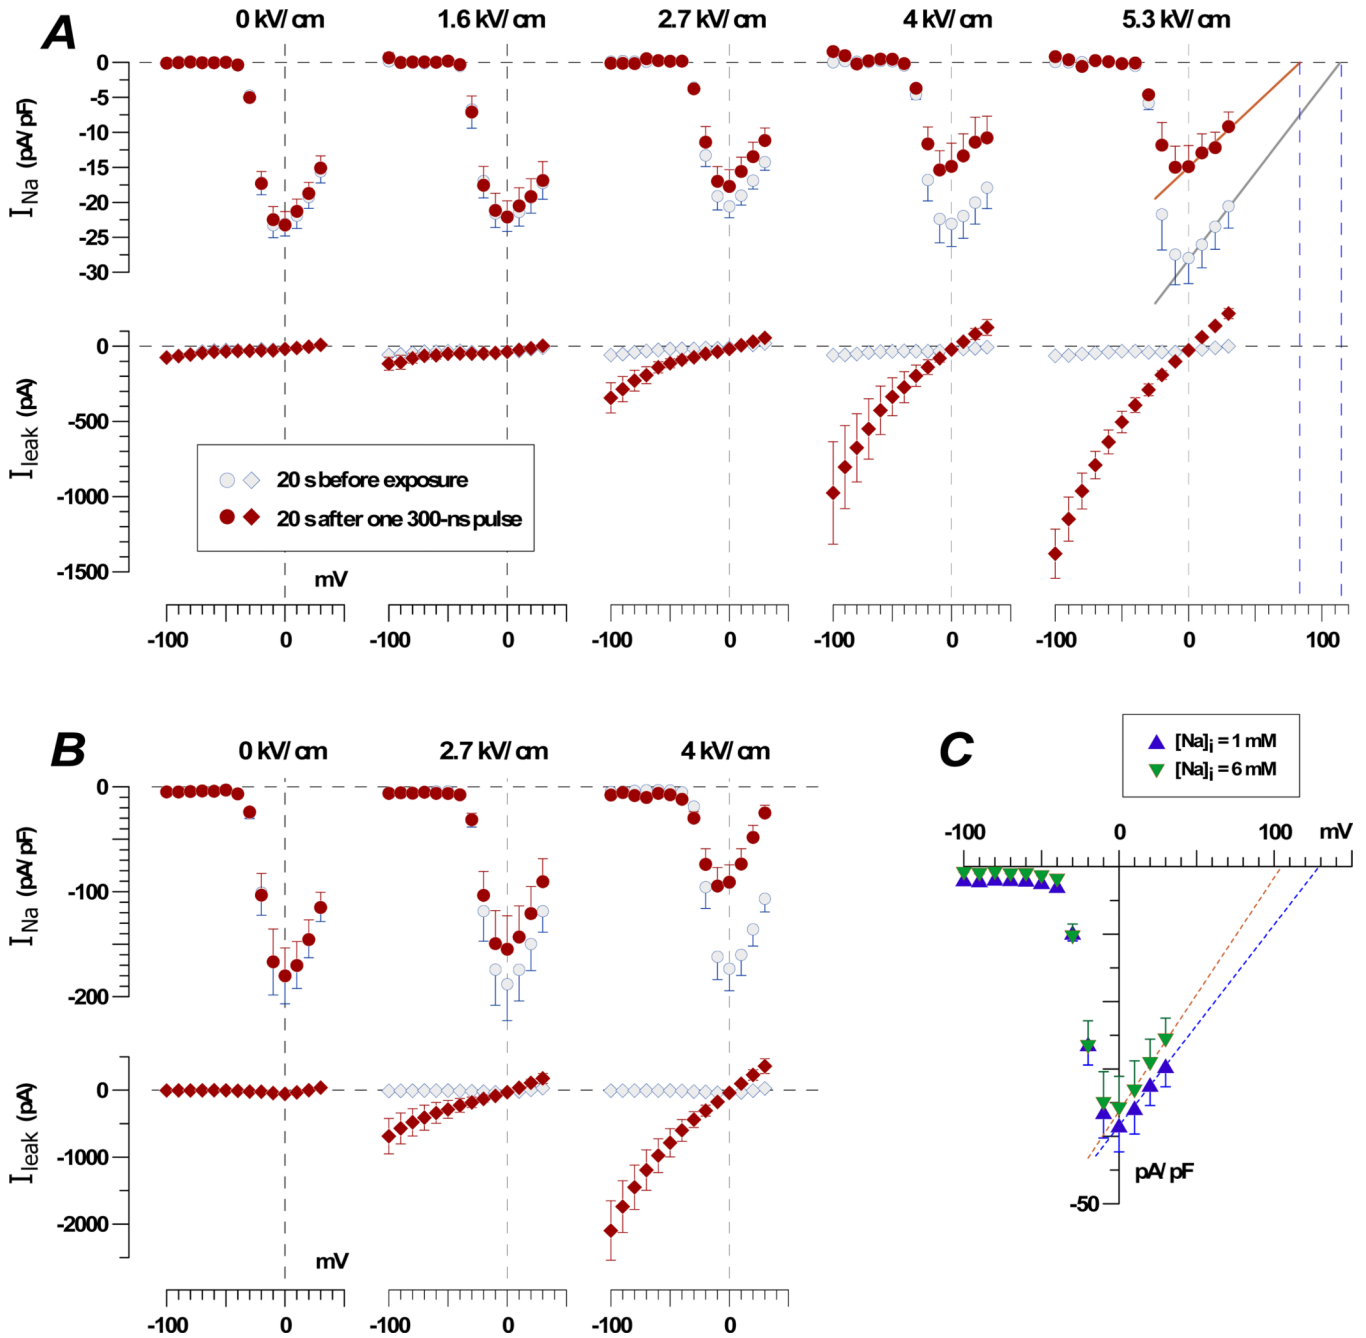 A
0 kV/cm
1.6 kV/cm
2.7 kV/cm
4 kV/cm
5.3 kV/cm
I_Na (pA/pF)
0
-5
-10
-15
-20
-25
-30
I_leak (pA)
0
-500
-1000
-1500
20 s before exposure
20 s after one 300-ns pulse
mV
-100 0 -100 0 -100 0 -100 0 -100 0 100
B
0 kV/cm
2.7 kV/cm
4 kV/cm
I_Na (pA/pF)
0
-100
-200
I_leak (pA)
0
-1000
-2000
mV
-100 0 -100 0 -100 0
C
[Na]i = 1 mM
[Na]i = 6 mM
-100 0 100 mV
pA/pF
-50